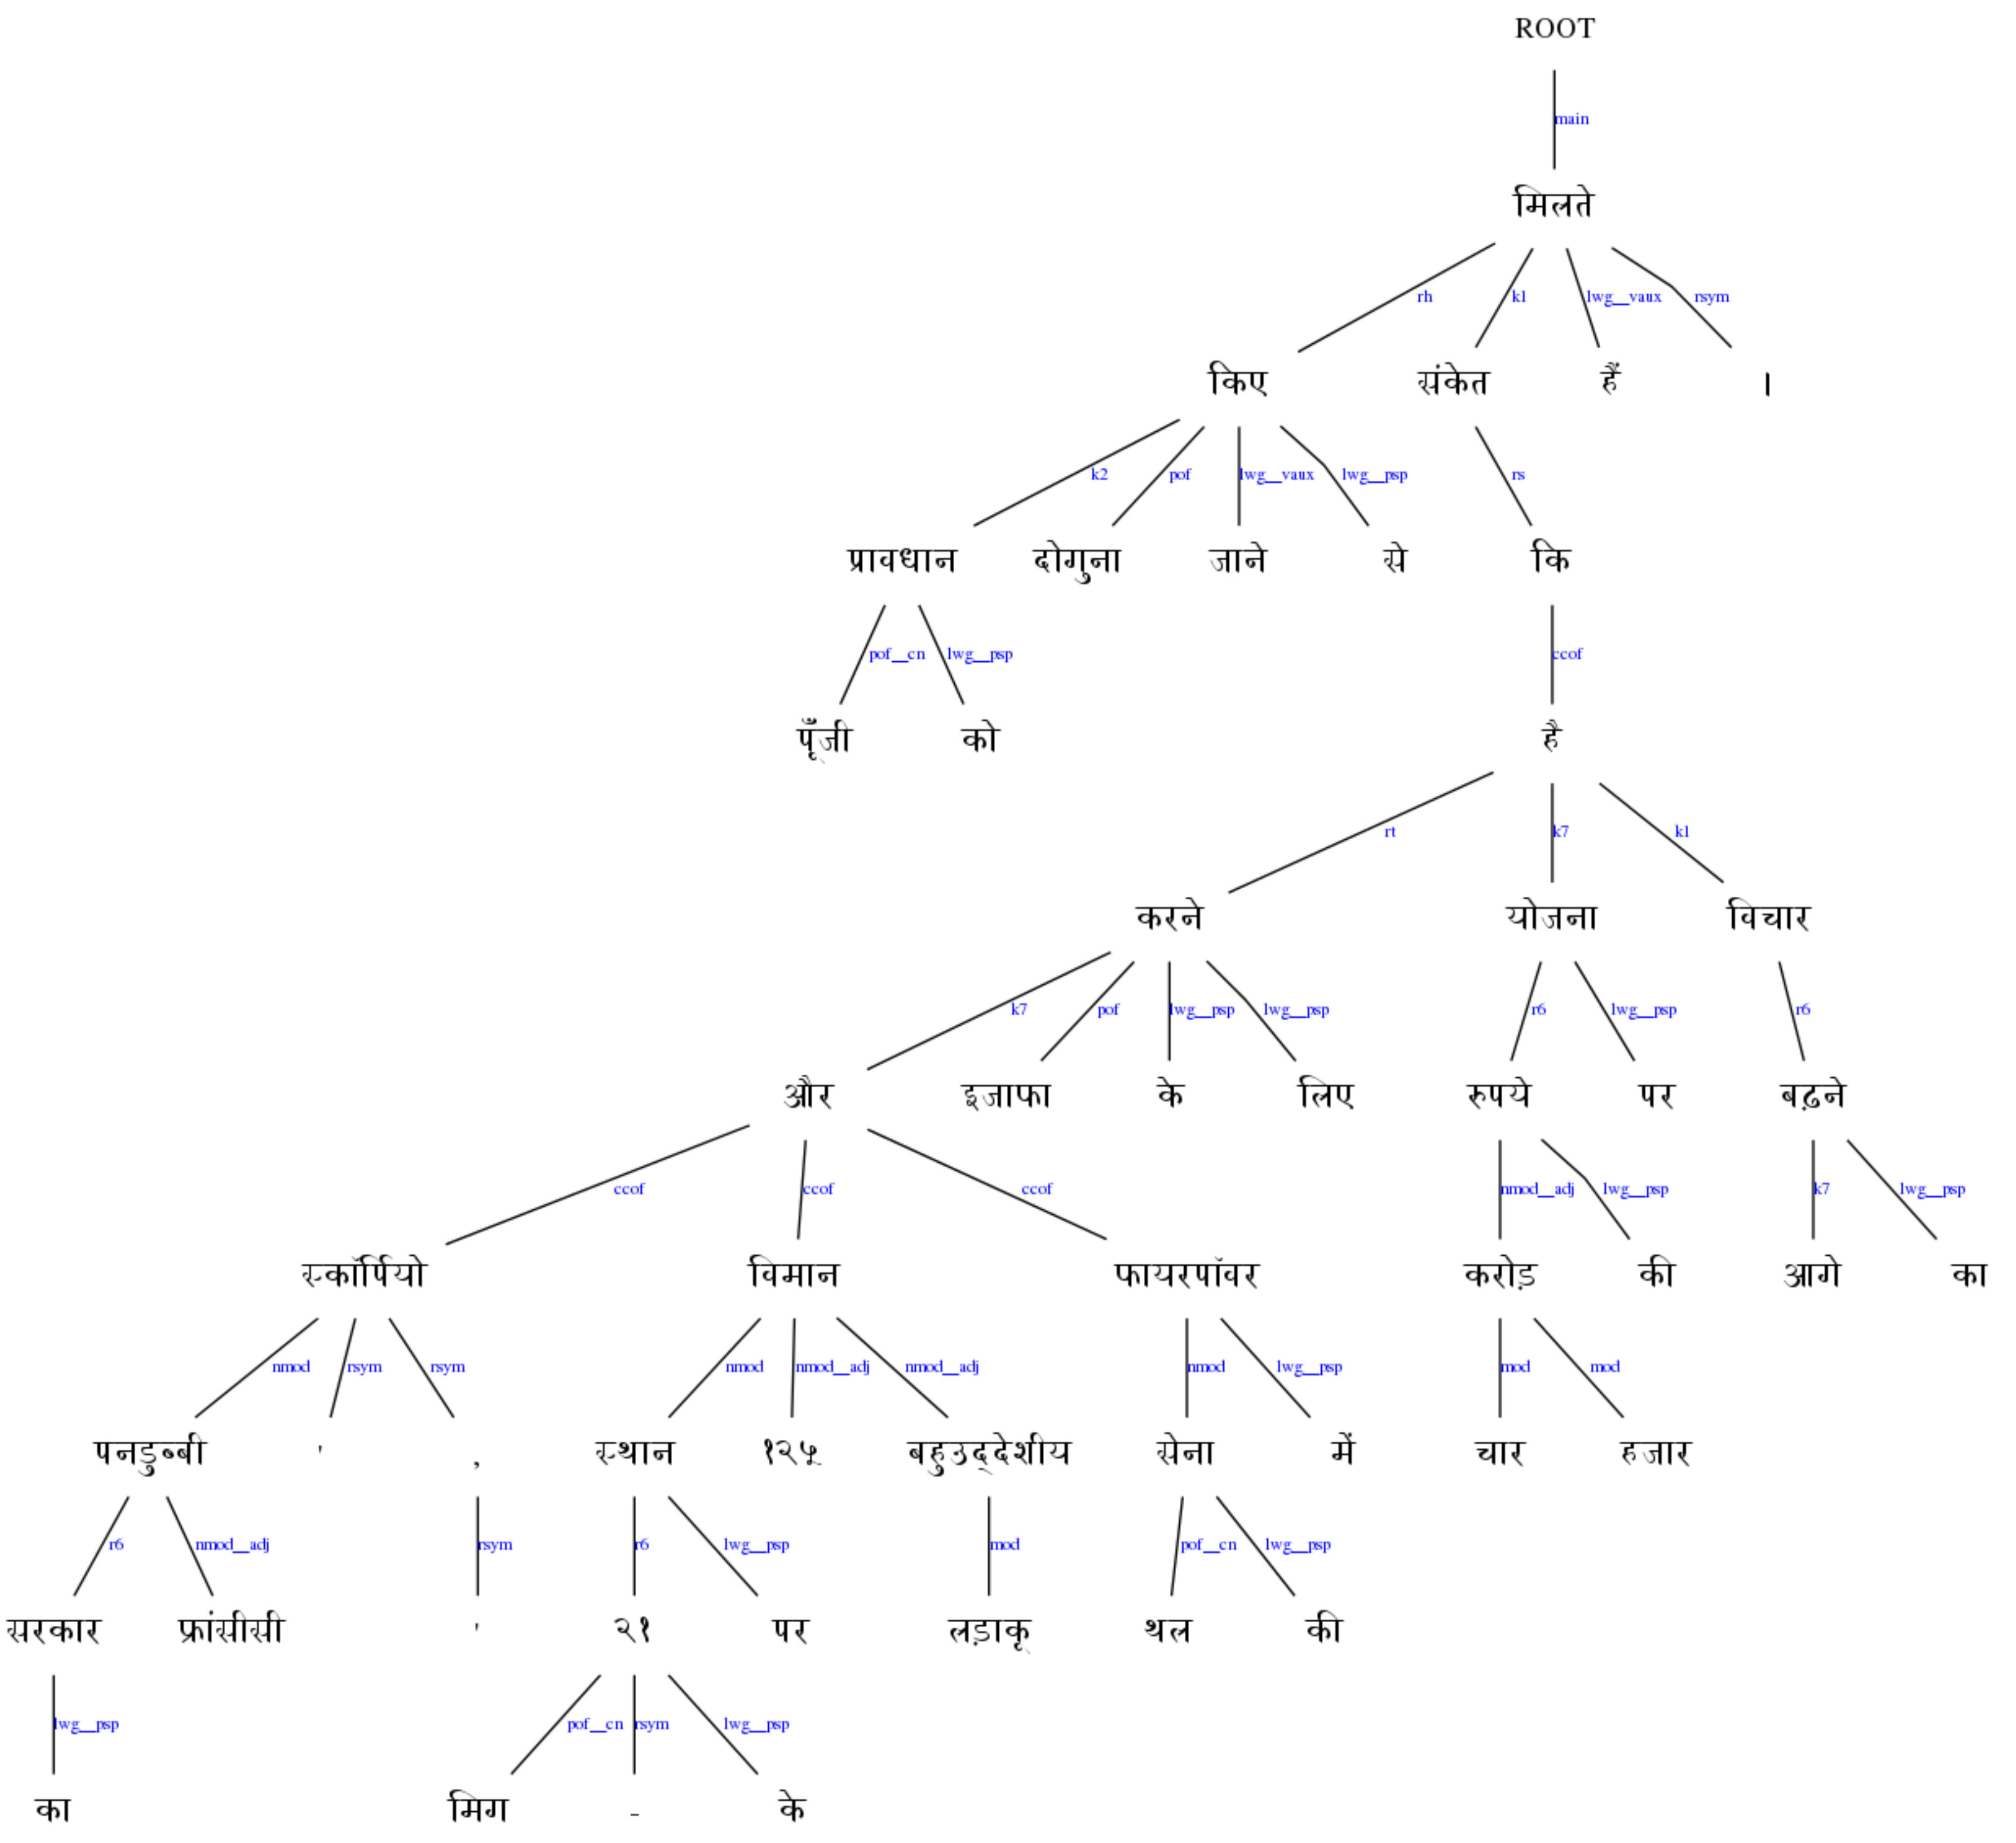 ROOT
main
मिलते
rh k1 lwg__vaux rsym
किए संकेत हैं ।
k2 pof lwg__vaux lwg__psp rs
प्रावधान दोगुना जाने से कि
pof__cn lwg__psp ccof
पूँजी को है
rt k7 k1
करने योजना विचार
k7 pof lwg__psp lwg__psp r6 lwg__psp r6
और इजाफा के लिए रुपये पर बढ़ने
ccof ccof ccof nmod__adj lwg__psp k7 lwg__psp
स्कॉर्पियो विमान फायरपॉवर करोड़ की आगे का
nmod rsym rsym nmod nmod__adj nmod__adj nmod lwg__psp mod mod
पनडुब्बी ' , स्थान १२५ बहुउद्देशीय सेना में चार हजार
r6 nmod__adj rsym r6 lwg__psp mod pof__cn lwg__psp
सरकार फ्रांसीसी ' २१ पर लड़ाकू थल की
lwg__psp pof__cn rsym lwg__psp
का मिग - के